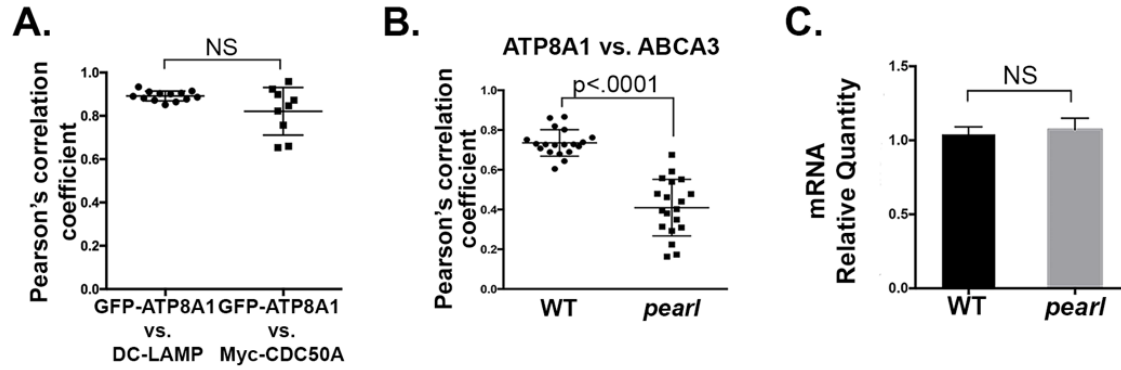 A.
NS
Pearson's correlation
coefficient
1.0
0.8
0.6
0.4
0.2
0.0
GFP-ATP8A1
vs.
DC-LAMP
GFP-ATP8A1
vs.
Myc-CDC50A
B.
ATP8A1 vs. ABCA3
p<.0001
Pearson's correlation
coefficient
1.0
0.8
0.6
0.4
0.2
0.0
WT
pearl
C.
NS
mRNA
Relative Quantity
1.5
1.0
0.5
0.0
WT
pearl